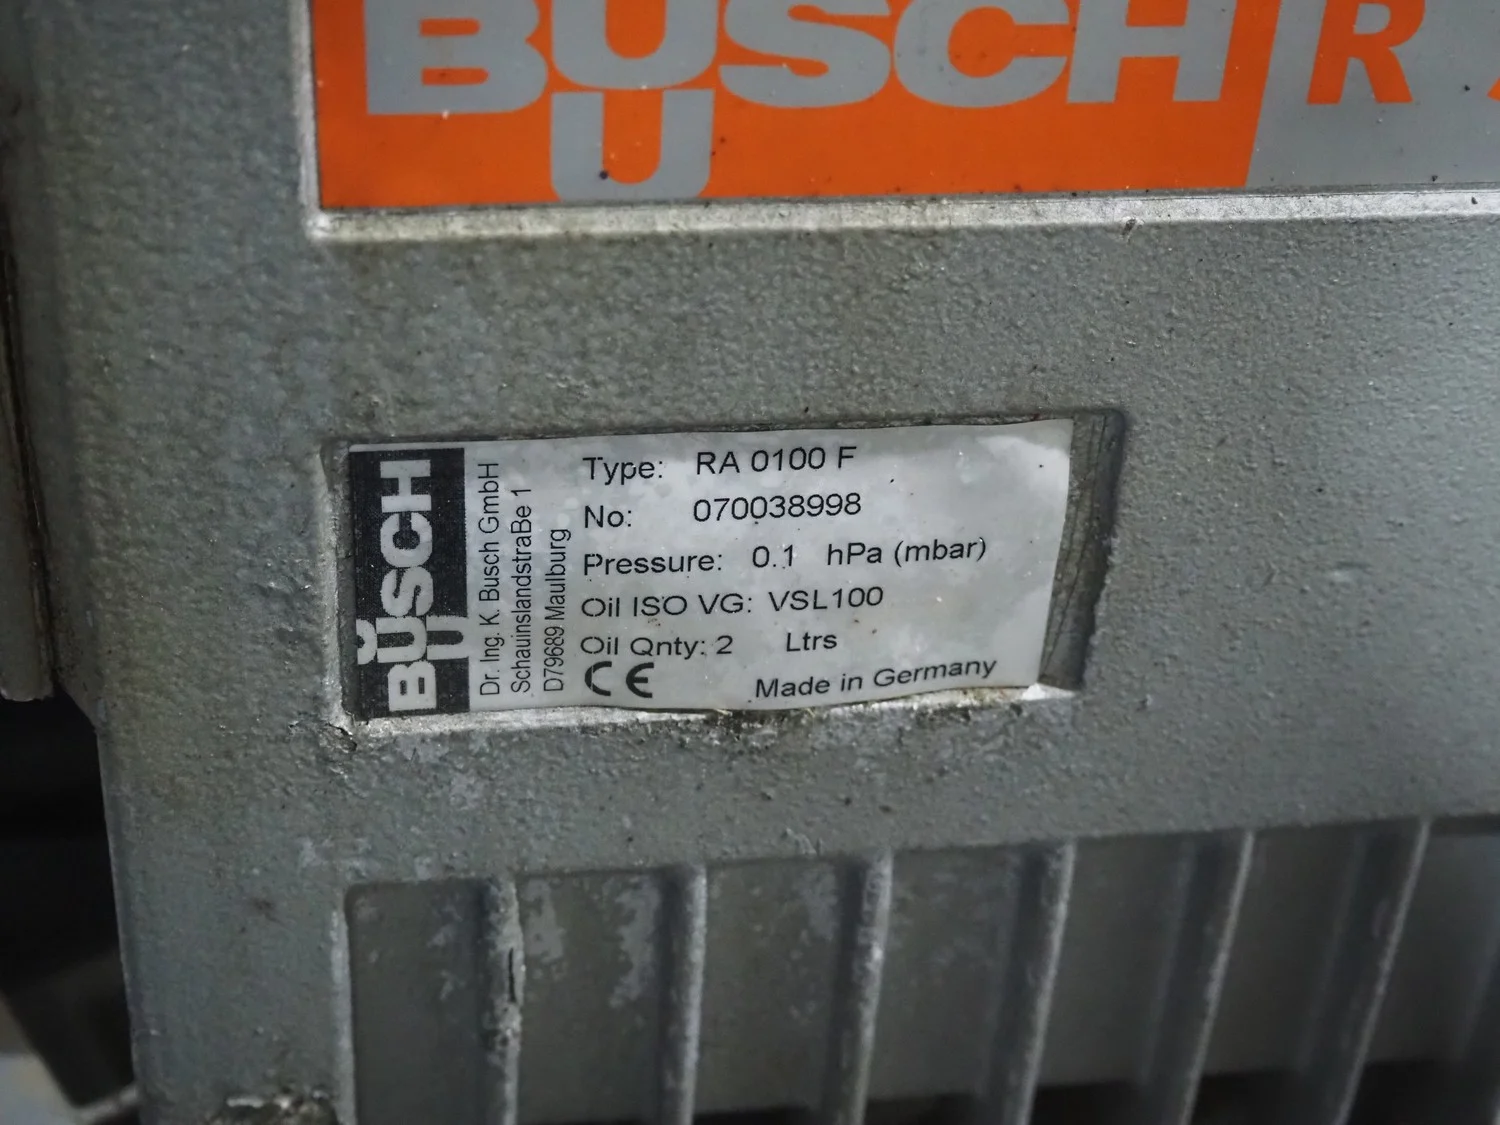 BUSCH R
BUSCH
Dr. Ing. K. Busch GmbH
SchauinslandstraBe 1
D79689 Maulburg
Type: RA 0100 F
No: 070038998
Pressure: 0.1 hPa (mbar)
Oil ISO VG: VSL100
Oil Qnty: 2 Ltrs
CE
Made in Germany